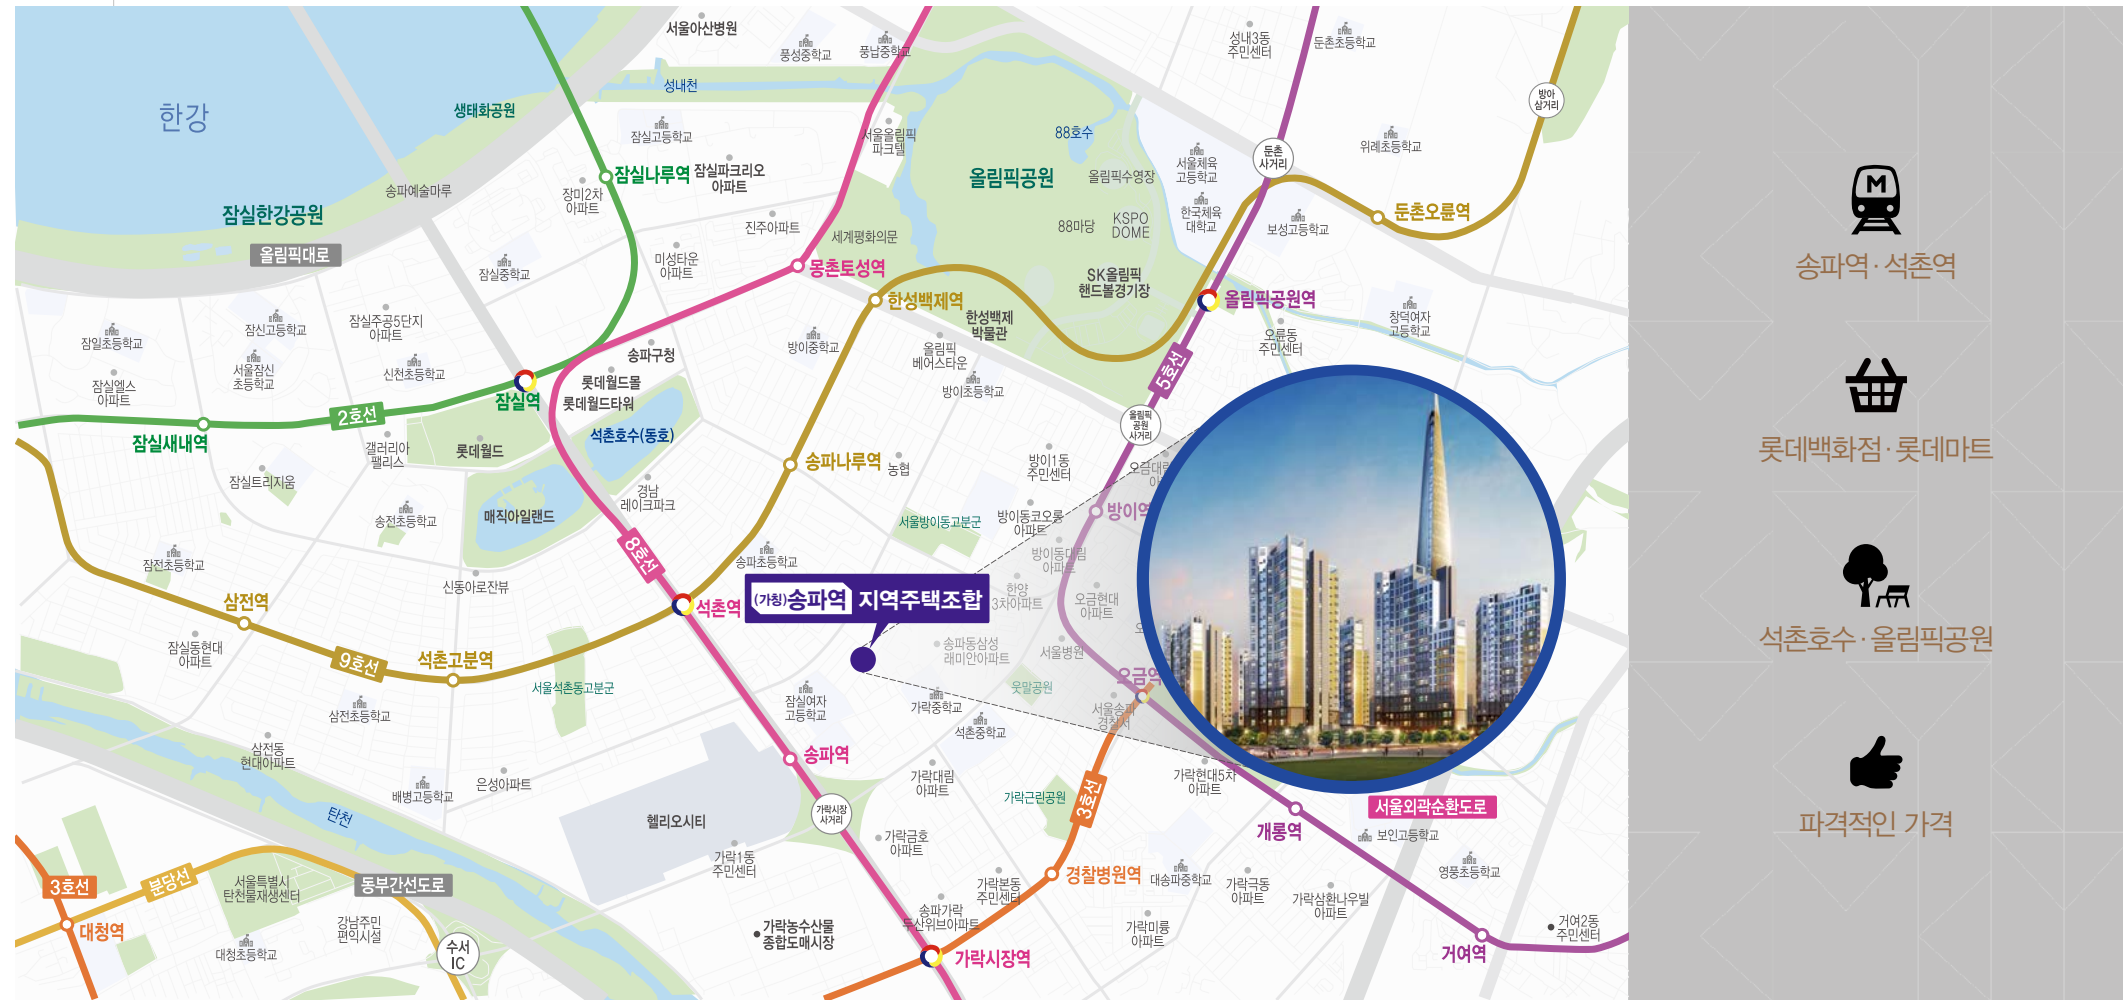 서울아산병원
풍성중학교
풍납중학교
성내3동
주민센터
둔촌초등학교
성내천
방아
삼거리
한강
생태화공원
잠실고등학교
서울올림픽
파크텔
88호수
둔촌
사거리
위례초등학교
서울체육
고등학교
송파예술마루
잠실나루역
잠실파크리오
아파트
장미2차
아파트
올림픽공원
올림픽수영장
한국체육
대학교
보성고등학교
둔촌오륜역
잠실한강공원
올림픽대로
진주아파트
세계평화의문
88마당
KSPO
DOME
잠실중학교
미성타운
아파트
몽촌토성역
한성백제역
SK올림픽
핸드볼경기장
올림픽공원역
한성백제
박물관
창덕여자
고등학교
오륜동
주민센터
잠일초등학교
잠신고등학교
잠실주공5단지
아파트
서울잠신
초등학교
신천초등학교
잠실엘스
아파트
송파구청
방이중학교
올림픽
베어스타운
방이초등학교
5호선
롯데월드몰
롯데월드타워
잠실역
2호선
잠실새내역
갤러리아
팰리스
롯데월드
석촌호수(동호)
올림픽
공원
사거리
송파나루역
농협
방이1동
주민센터
오금대림
잠실트리지움
송전초등학교
매직아일랜드
경남
레이크파크
서울방이동고분군
방이동코오롱
아파트
방이역
방이동대림
아파트
8호선
송파초등학교
잠전초등학교
신동아로잔뷰
삼전역
석촌역
(가칭)송파역 지역주택조합
한양
3차아파트
오금현대
아파트
잠실동현대
아파트
9호선
석촌고분역
서울석촌동고분군
송파동삼성
래미안아파트
서울병원
오금역
웃말공원
서울송파
경찰서
삼전초등학교
잠실여자
고등학교
가락중학교
석촌중학교
삼전동
현대아파트
배명고등학교
은성아파트
송파역
가락대림
아파트
가락근린공원
3호선
가락현대5차
아파트
서울외곽순환도로
개롱역
보인고등학교
탄천
헬리오시티
가락시장
사거리
가락금호
아파트
가락1동
주민센터
영풍초등학교
3호선
분당선
서울특별시
탄천물재생센터
동부간선도로
경찰병원역
대송파중학교
가락극동
아파트
가락삼환나우빌
아파트
가락본동
주민센터
대청역
강남주민
편익시설
대청초등학교
수서
IC
가락농수산물
종합도매시장
송파가락
두산위브아파트
가락미륭
아파트
거여2동
주민센터
가락시장역
거여역
송파역·석촌역
롯데백화점·롯데마트
석촌호수·올림픽공원
파격적인 가격